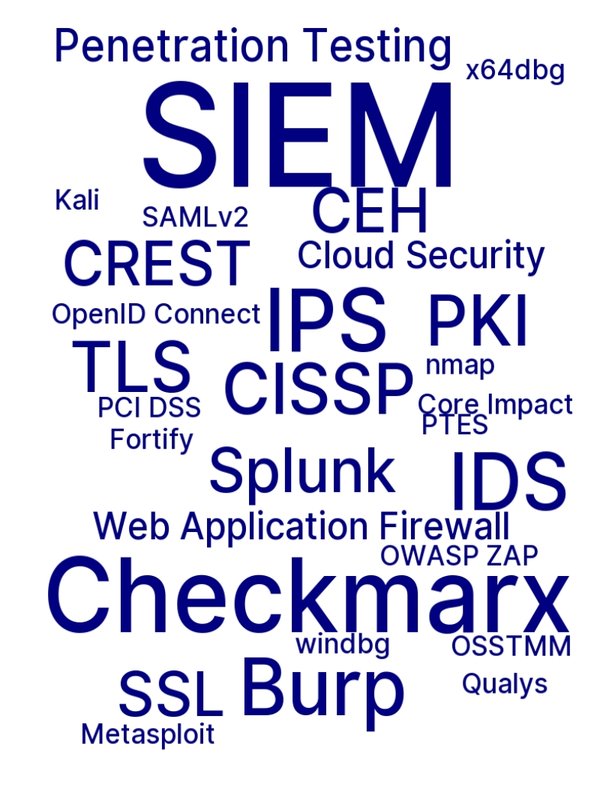 Penetration Testing
x64dbg
SIEM
Kali
SAMLv2
CEH
CREST
Cloud Security
OpenID Connect
IPS
PKI
TLS
nmap
CISSP
PCI DSS
Core Impact
PTES
Fortify
Splunk
IDS
Web Application Firewall
OWASP ZAP
Checkmarx
windbg
OSSTMM
SSL
Burp
Qualys
Metasploit